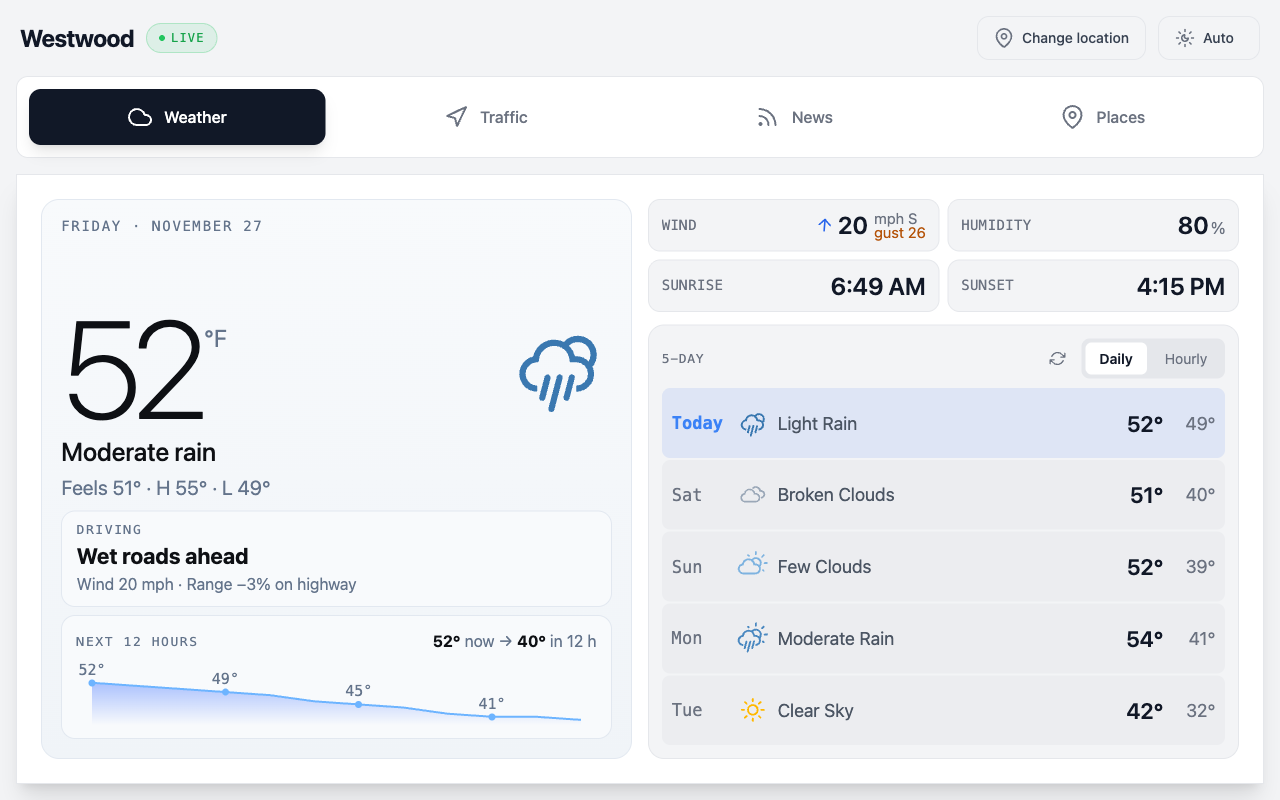 Westwood
LIVE
Change location
Auto
Weather
Traffic
News
Places
FRIDAY · NOVEMBER 27
52 °F
Moderate rain
Feels 51° · H 55° · L 49°
DRIVING
Wet roads ahead
Wind 20 mph · Range −3% on highway
NEXT 12 HOURS
52° now → 40° in 12 h
52°
49°
45°
41°
WIND
↑ 20 mph S
gust 26
HUMIDITY
80%
SUNRISE
6:49 AM
SUNSET
4:15 PM
5-DAY
Daily
Hourly
Today Light Rain 52° 49°
Sat Broken Clouds 51° 40°
Sun Few Clouds 52° 39°
Mon Moderate Rain 54° 41°
Tue Clear Sky 42° 32°